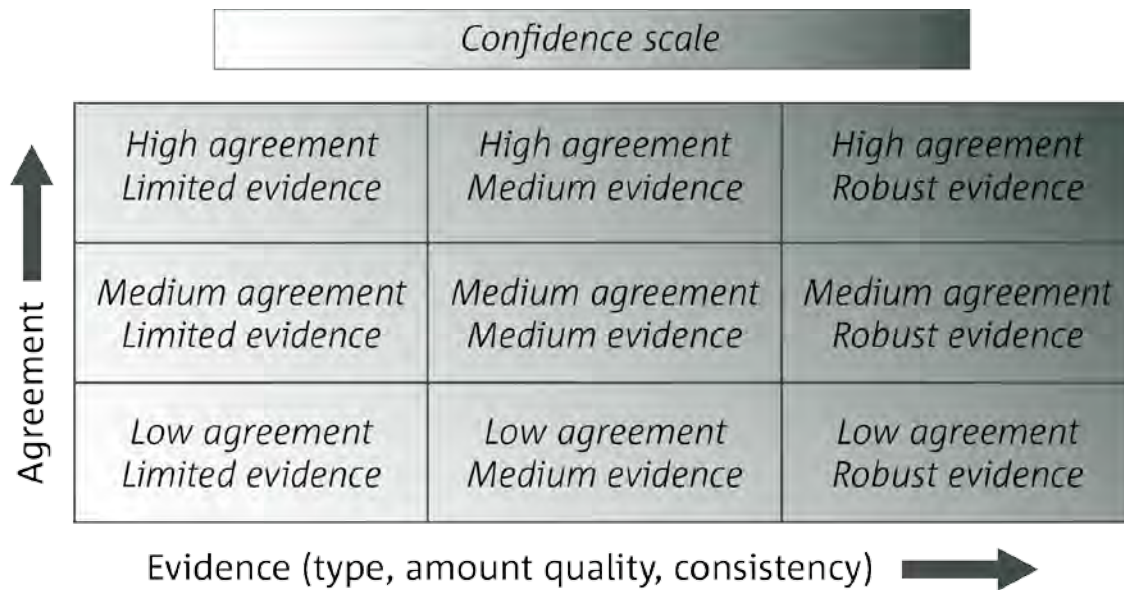 Confidence scale
High agreement
Limited evidence
High agreement
Medium evidence
High agreement
Robust evidence
Medium agreement
Limited evidence
Medium agreement
Medium evidence
Medium agreement
Robust evidence
Low agreement
Limited evidence
Low agreement
Medium evidence
Low agreement
Robust evidence
Agreement
Evidence (type, amount quality, consistency)